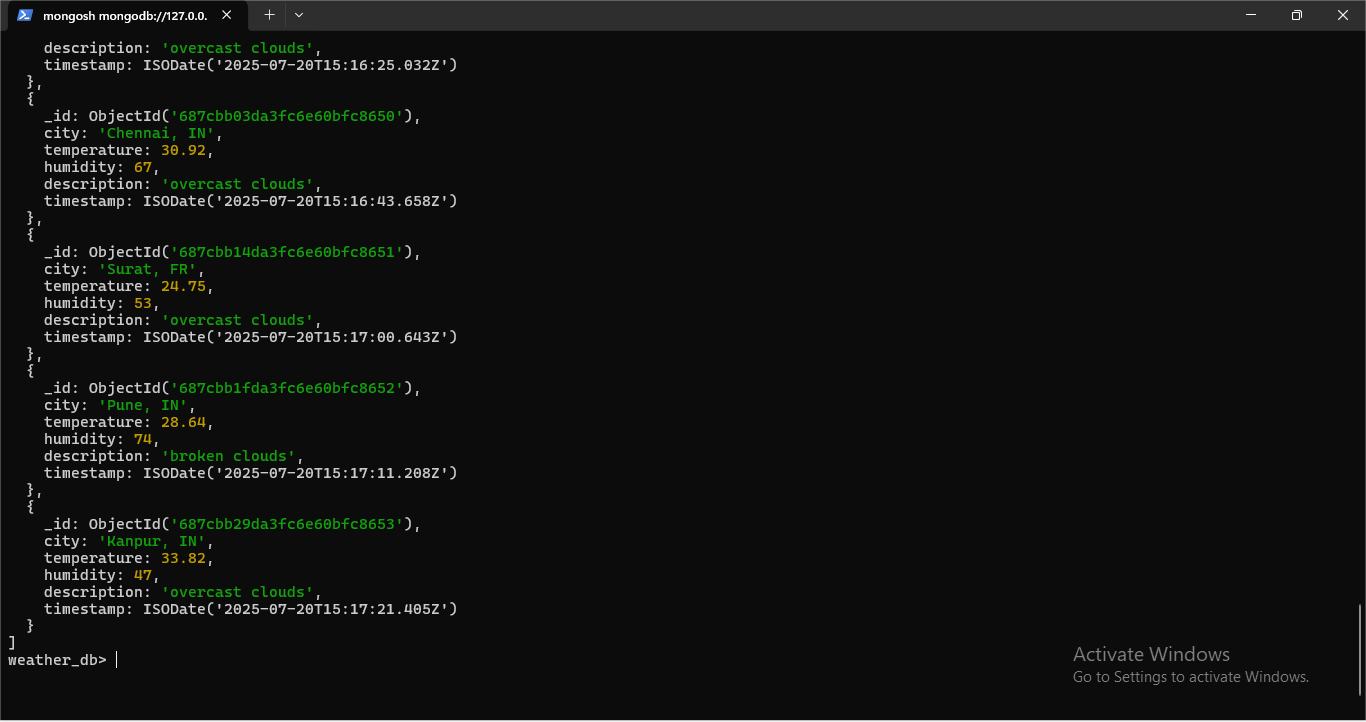 mongosh mongodb://127.0.0.
description: 'overcast clouds',
timestamp: ISODate('2025-07-20T15:16:25.032Z')
},
{
_id: ObjectId('687cbb03da3fc6e60bfc8650'),
city: 'Chennai, IN',
temperature: 30.92,
humidity: 67,
description: 'overcast clouds',
timestamp: ISODate('2025-07-20T15:16:43.658Z')
},
{
_id: ObjectId('687cbb14da3fc6e60bfc8651'),
city: 'Surat, FR',
temperature: 24.75,
humidity: 53,
description: 'overcast clouds',
timestamp: ISODate('2025-07-20T15:17:00.643Z')
},
{
_id: ObjectId('687cbb1fda3fc6e60bfc8652'),
city: 'Pune, IN',
temperature: 28.64,
humidity: 74,
description: 'broken clouds',
timestamp: ISODate('2025-07-20T15:17:11.208Z')
},
{
_id: ObjectId('687cbb29da3fc6e60bfc8653'),
city: 'Kanpur, IN',
temperature: 33.82,
humidity: 47,
description: 'overcast clouds',
timestamp: ISODate('2025-07-20T15:17:21.405Z')
}
]
weather_db>
Activate Windows
Go to Settings to activate Windows.